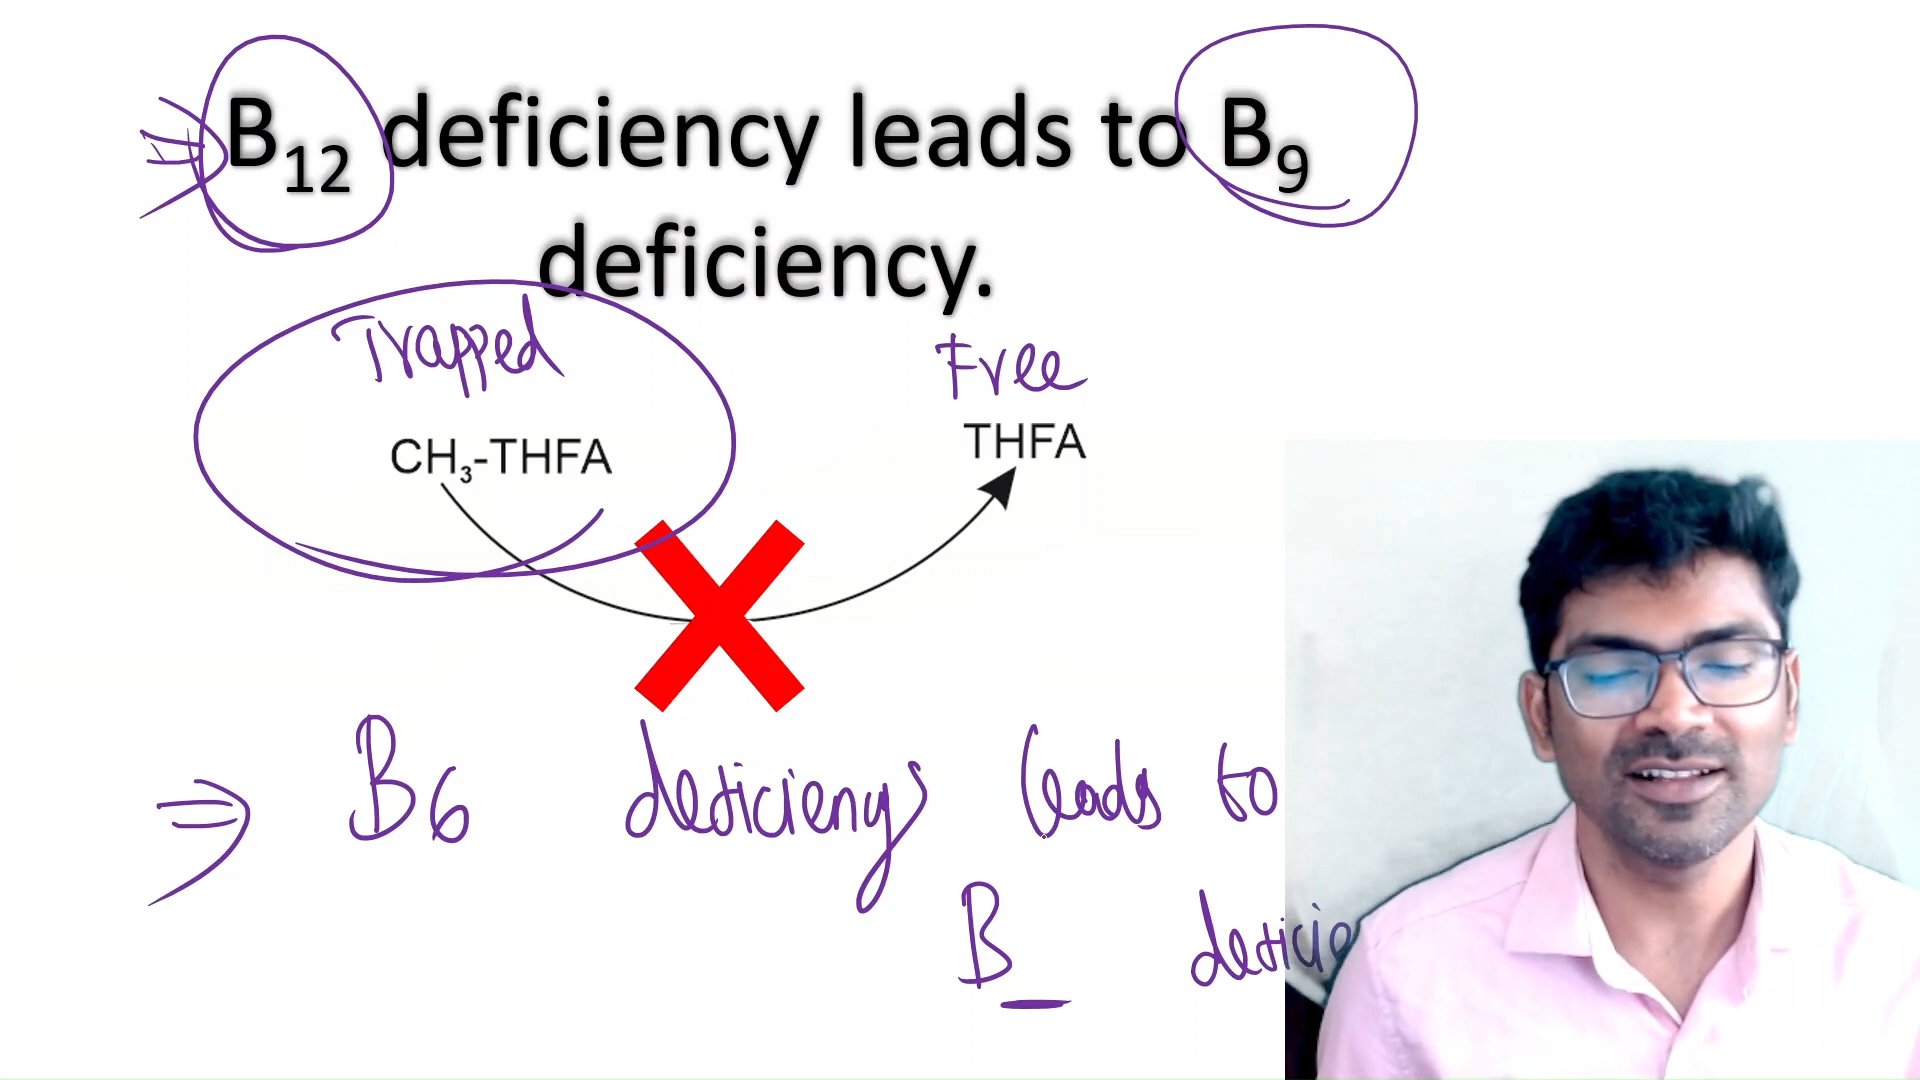 B₁₂ deficiency leads to B₉
deficiency.
Trapped
Free
CH₃-THFA
THFA
⇒ B6 deficiency leads to
B_ deficie